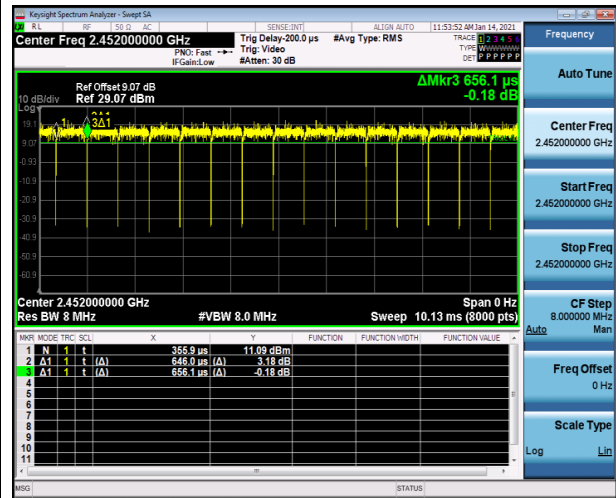 Keysight Spectrum Analyzer - Swept SA
RL RF 50 Ω AC SENSE:INT ALIGN AUTO 11:53:52 AM Jan 14, 2021
Center Freq 2.452000000 GHz
PNO: Fast
IFGain:Low
Trig Delay-200.0 µs
Trig: Video
#Atten: 30 dB
#Avg Type: RMS
TRACE 1 2 3 4 5 6
TYPE W
DET P P P P P P
Frequency
Auto Tune
Center Freq
2.452000000 GHz
Start Freq
2.452000000 GHz
Stop Freq
2.452000000 GHz
CF Step
8.000000 MHz
Auto Man
Freq Offset
0 Hz
Scale Type
Log Lin
10 dB/div
Log
Ref Offset 9.07 dB
Ref 29.07 dBm
ΔMkr3 656.1 µs
-0.18 dB
19.1
9.07
-0.93
-10.9
-20.9
-30.9
-40.9
-50.9
-60.9
1
3Δ1
Center 2.452000000 GHz Span 0 Hz
Res BW 8 MHz #VBW 8.0 MHz Sweep 10.13 ms (8000 pts)
MKR MODE TRC SCL X Y FUNCTION FUNCTION WIDTH FUNCTION VALUE
1 N 1 t 355.9 µs 11.09 dBm
2 Δ1 1 t (Δ) 646.0 µs (Δ) 3.18 dB
3 Δ1 1 t (Δ) 656.1 µs (Δ) -0.18 dB
4
5
6
7
8
9
10
11
MSG STATUS